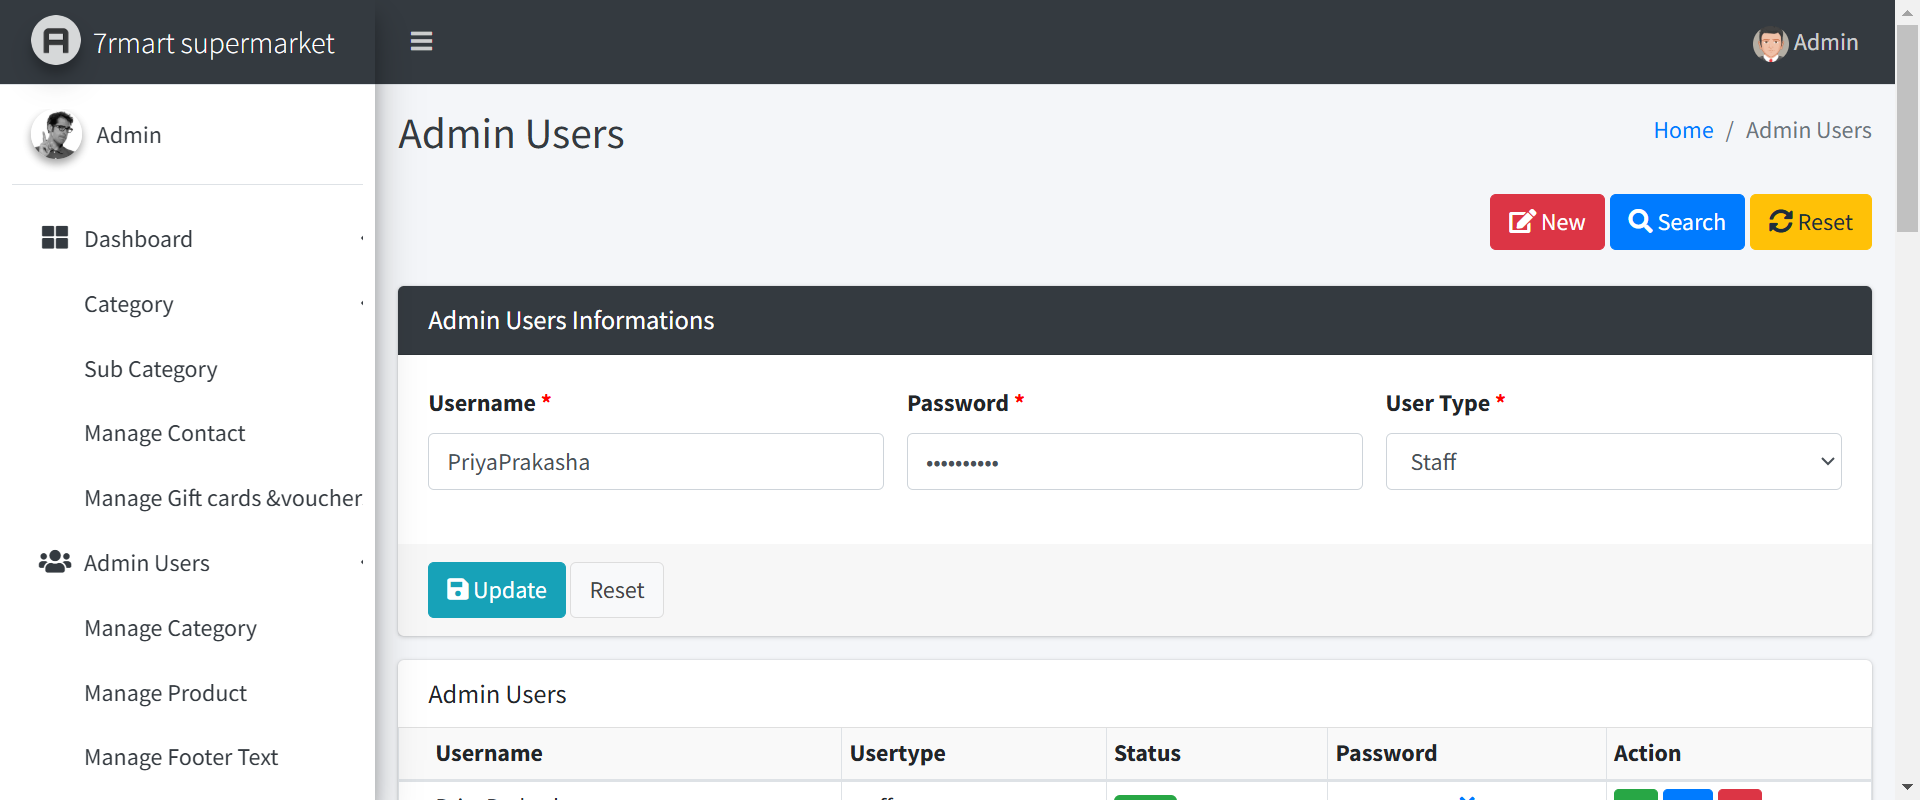 7rmart supermarket
Admin
Admin
Admin Users
Home / Admin Users
New
Search
Reset
Dashboard
Category
Sub Category
Manage Contact
Manage Gift cards &voucher
Admin Users
Manage Category
Manage Product
Manage Footer Text
Admin Users Informations
Username *
Password *
User Type *
PriyaPrakasha
••••••••••
Staff
Update
Reset
Admin Users
Username
Usertype
Status
Password
Action